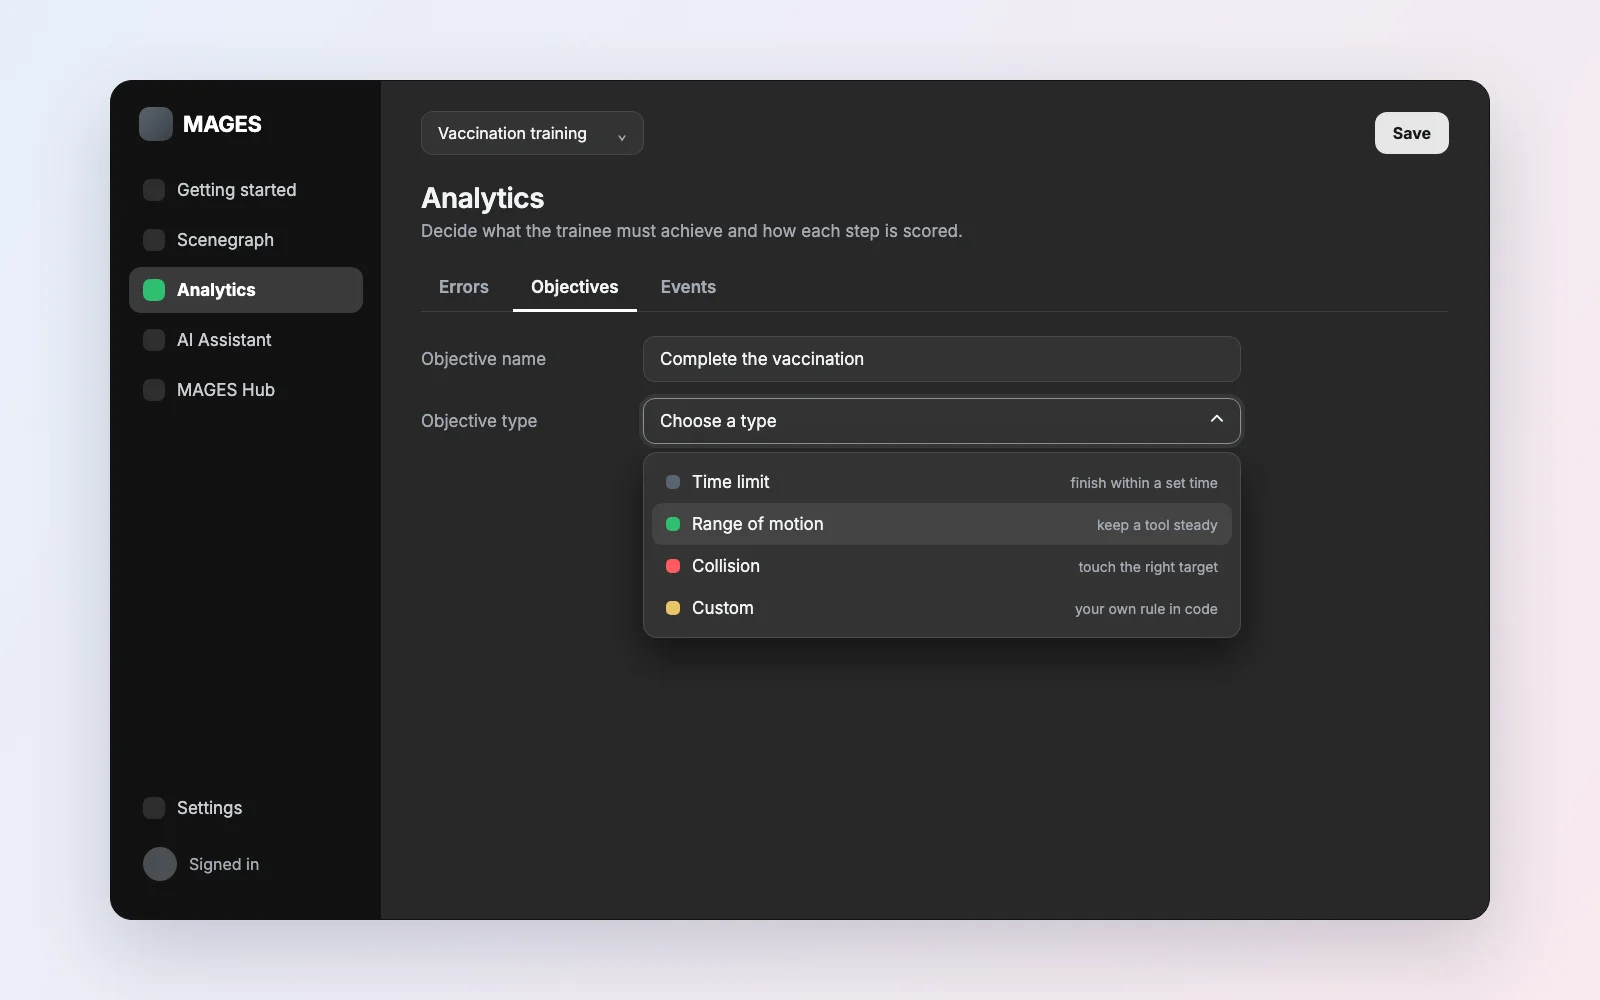 MAGES
Getting started
Scenegraph
Analytics
AI Assistant
MAGES Hub
Settings
Signed in
Vaccination training
Save
Analytics
Decide what the trainee must achieve and how each step is scored.
Errors
Objectives
Events
Objective name
Complete the vaccination
Objective type
Choose a type
Time limit
finish within a set time
Range of motion
keep a tool steady
Collision
touch the right target
Custom
your own rule in code